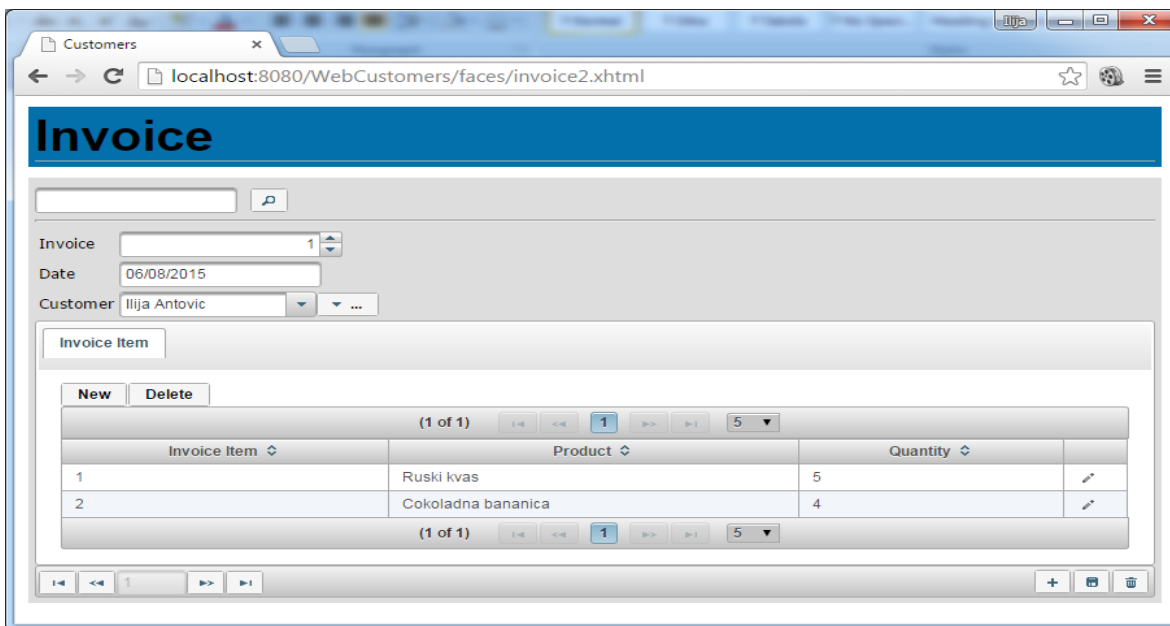 Ilija
Customers
localhost:8080/WebCustomers/faces/invoice2.xhtml
Invoice
Invoice 1
Date 06/08/2015
Customer Ilija Antovic ...
Invoice Item
New Delete
(1 of 1) 1 5
Invoice Item Product Quantity
1 Ruski kvas 5
2 Cokoladna bananica 4
(1 of 1) 1 5
1